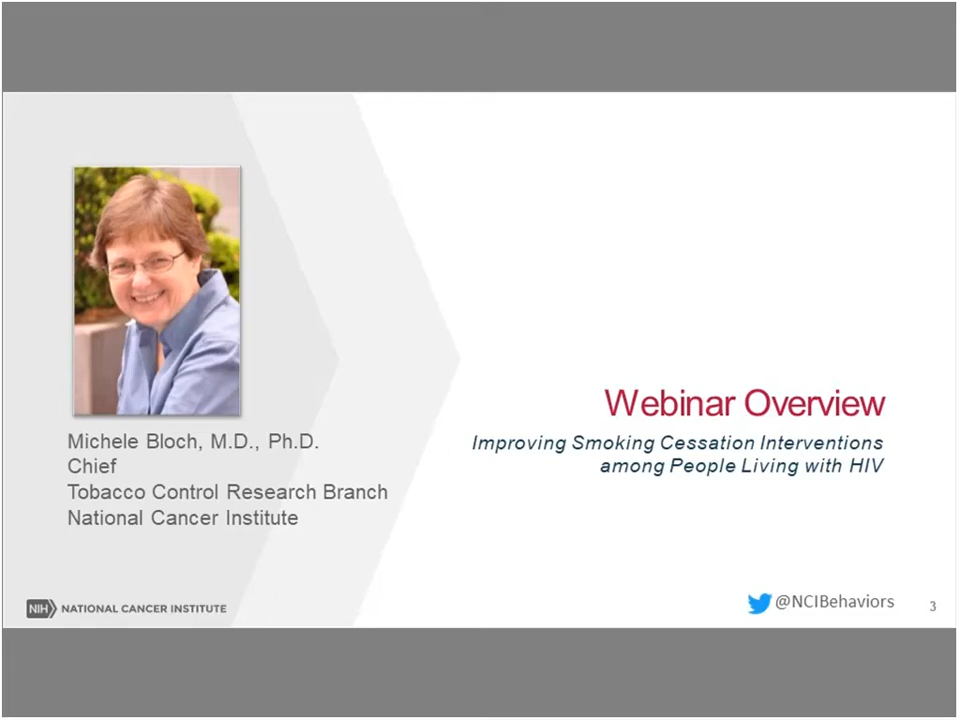 Michele Bloch, M.D., Ph.D.
Chief
Tobacco Control Research Branch
National Cancer Institute
Webinar Overview
Improving Smoking Cessation Interventions
among People Living with HIV
NIH NATIONAL CANCER INSTITUTE
@NCIBehaviors
3